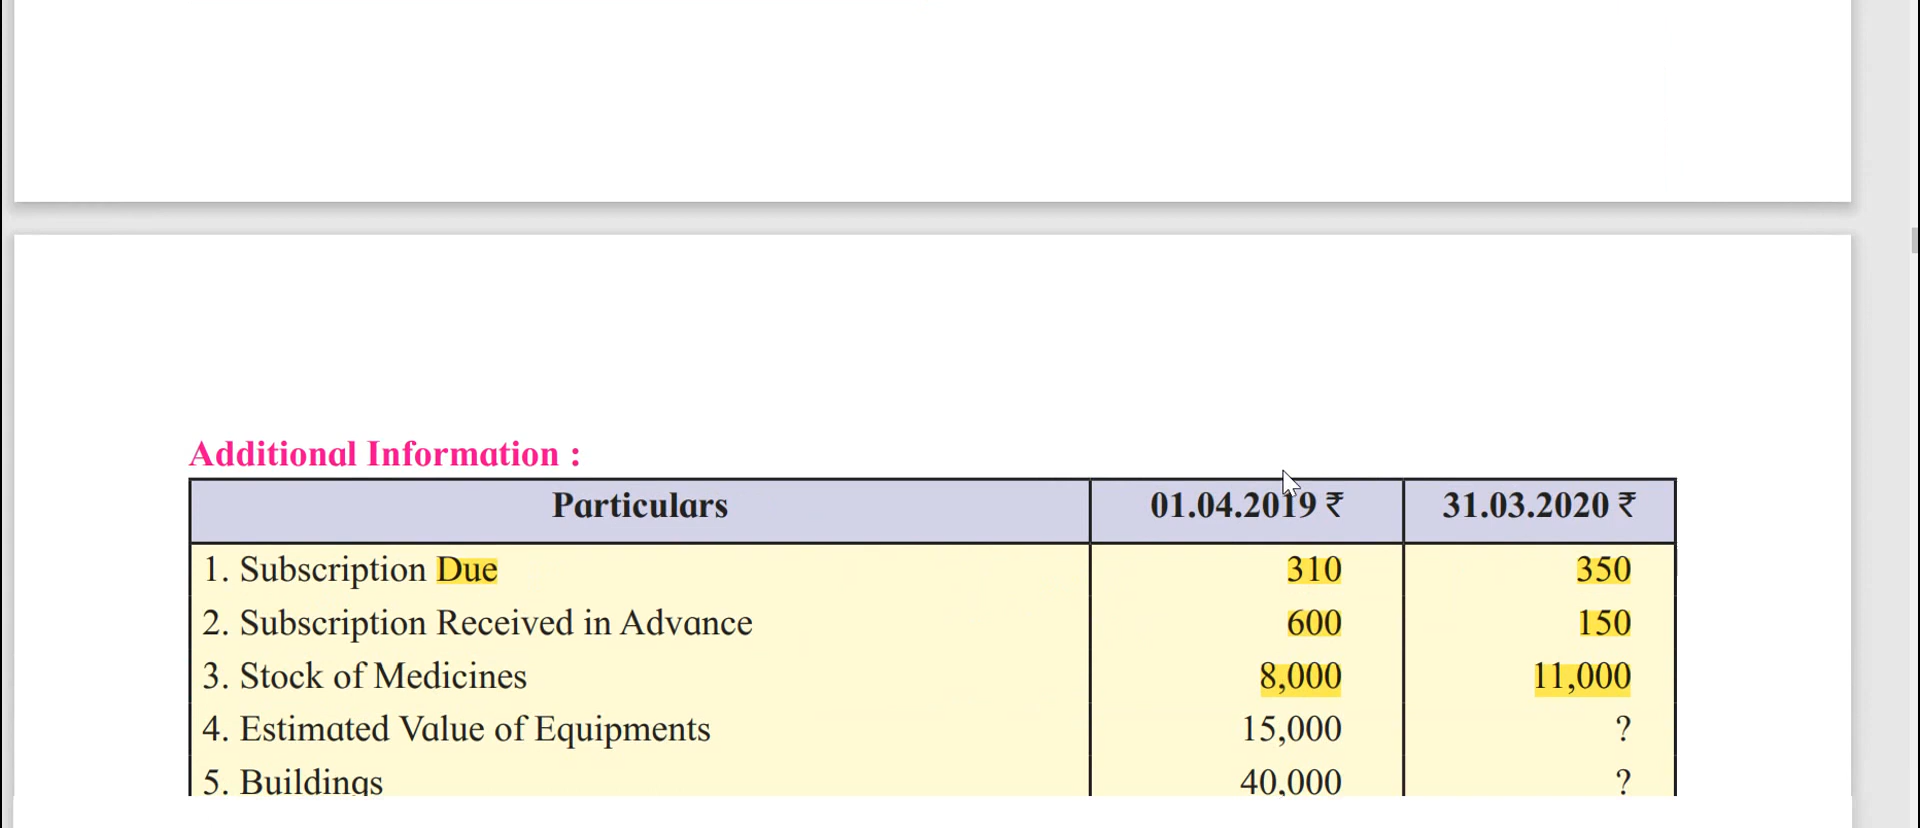 Additional Information :
Particulars 01.04.2019 ₹ 31.03.2020 ₹
1. Subscription Due 310 350
2. Subscription Received in Advance 600 150
3. Stock of Medicines 8,000 11,000
4. Estimated Value of Equipments 15,000 ?
5. Buildings 40,000 ?